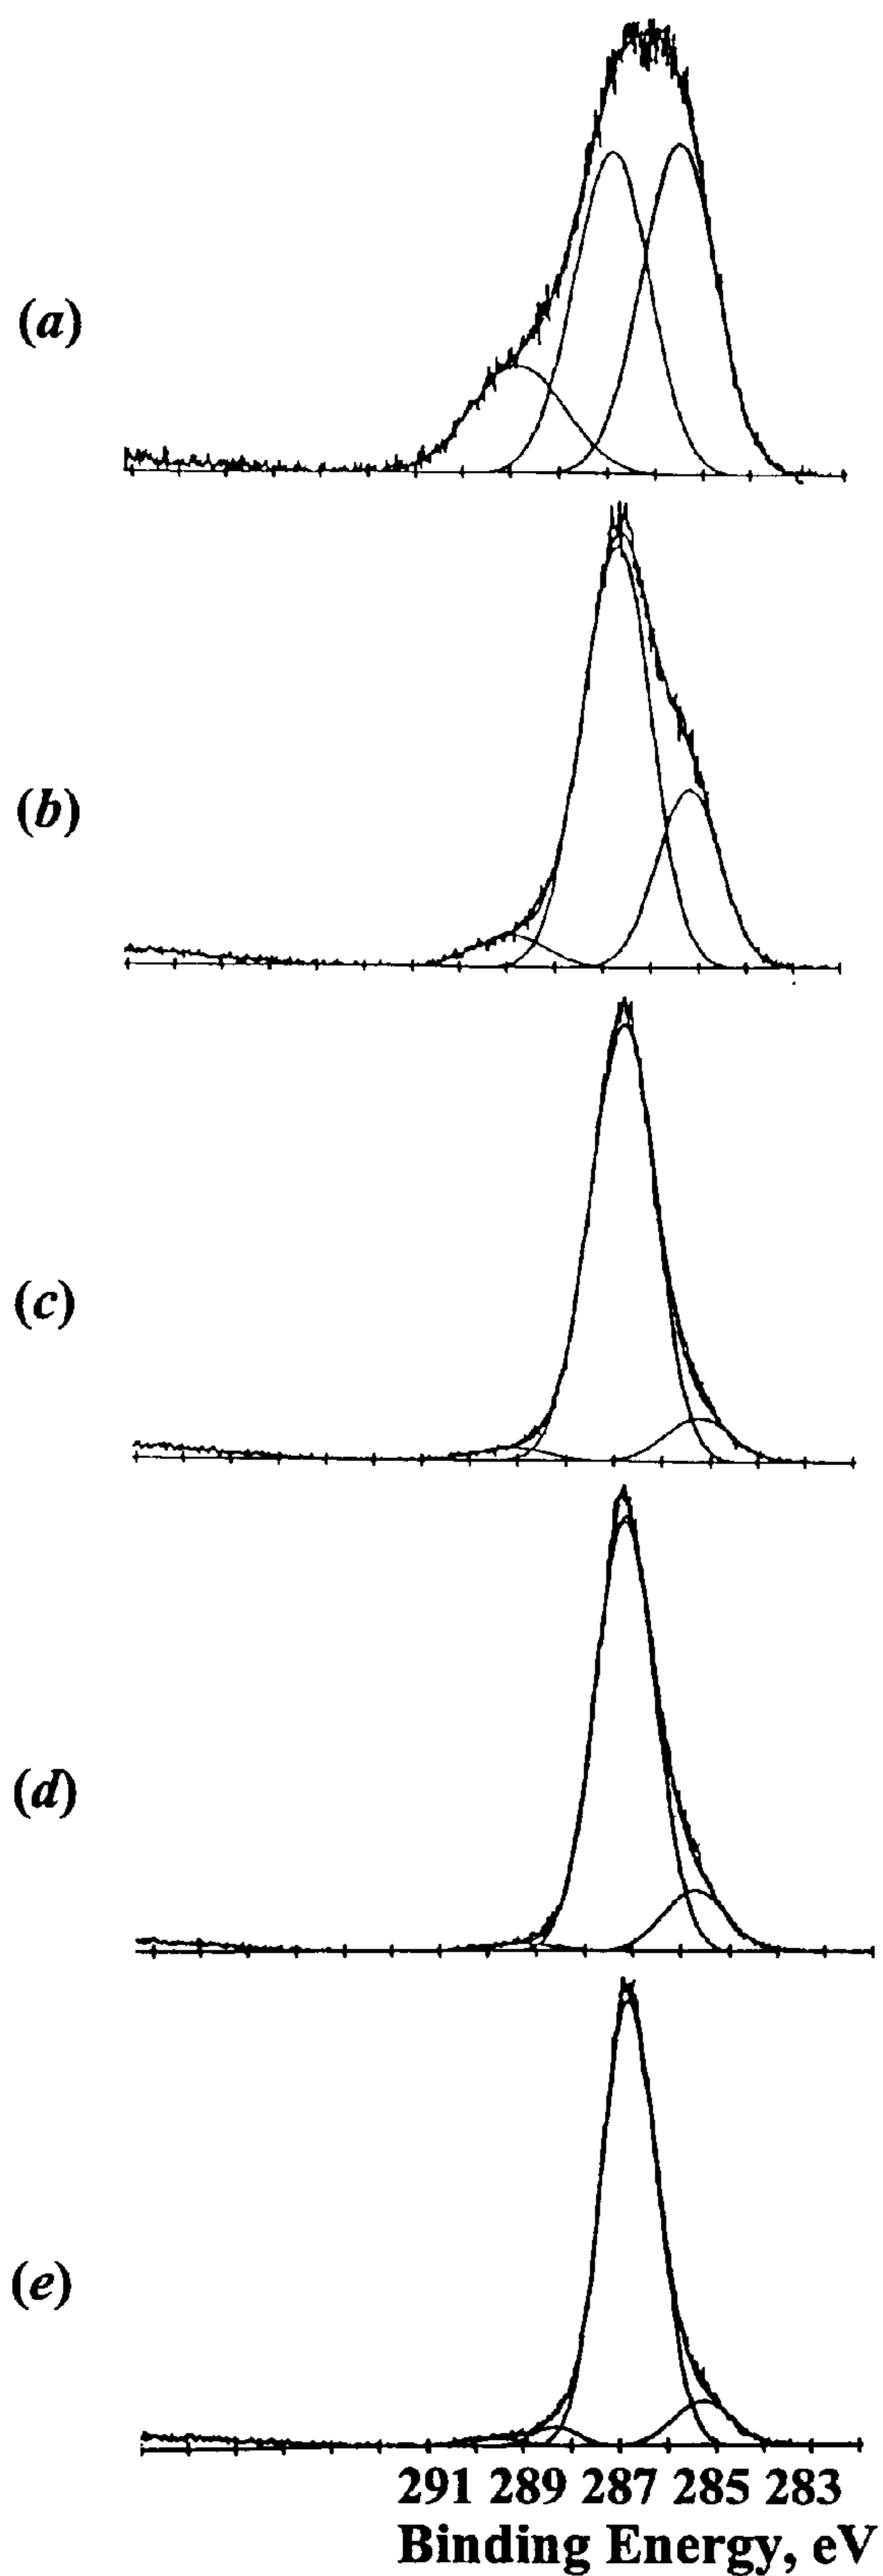 (a)
(b)
(c)
(d)
(e)
291 289 287 285 283
Binding Energy, eV